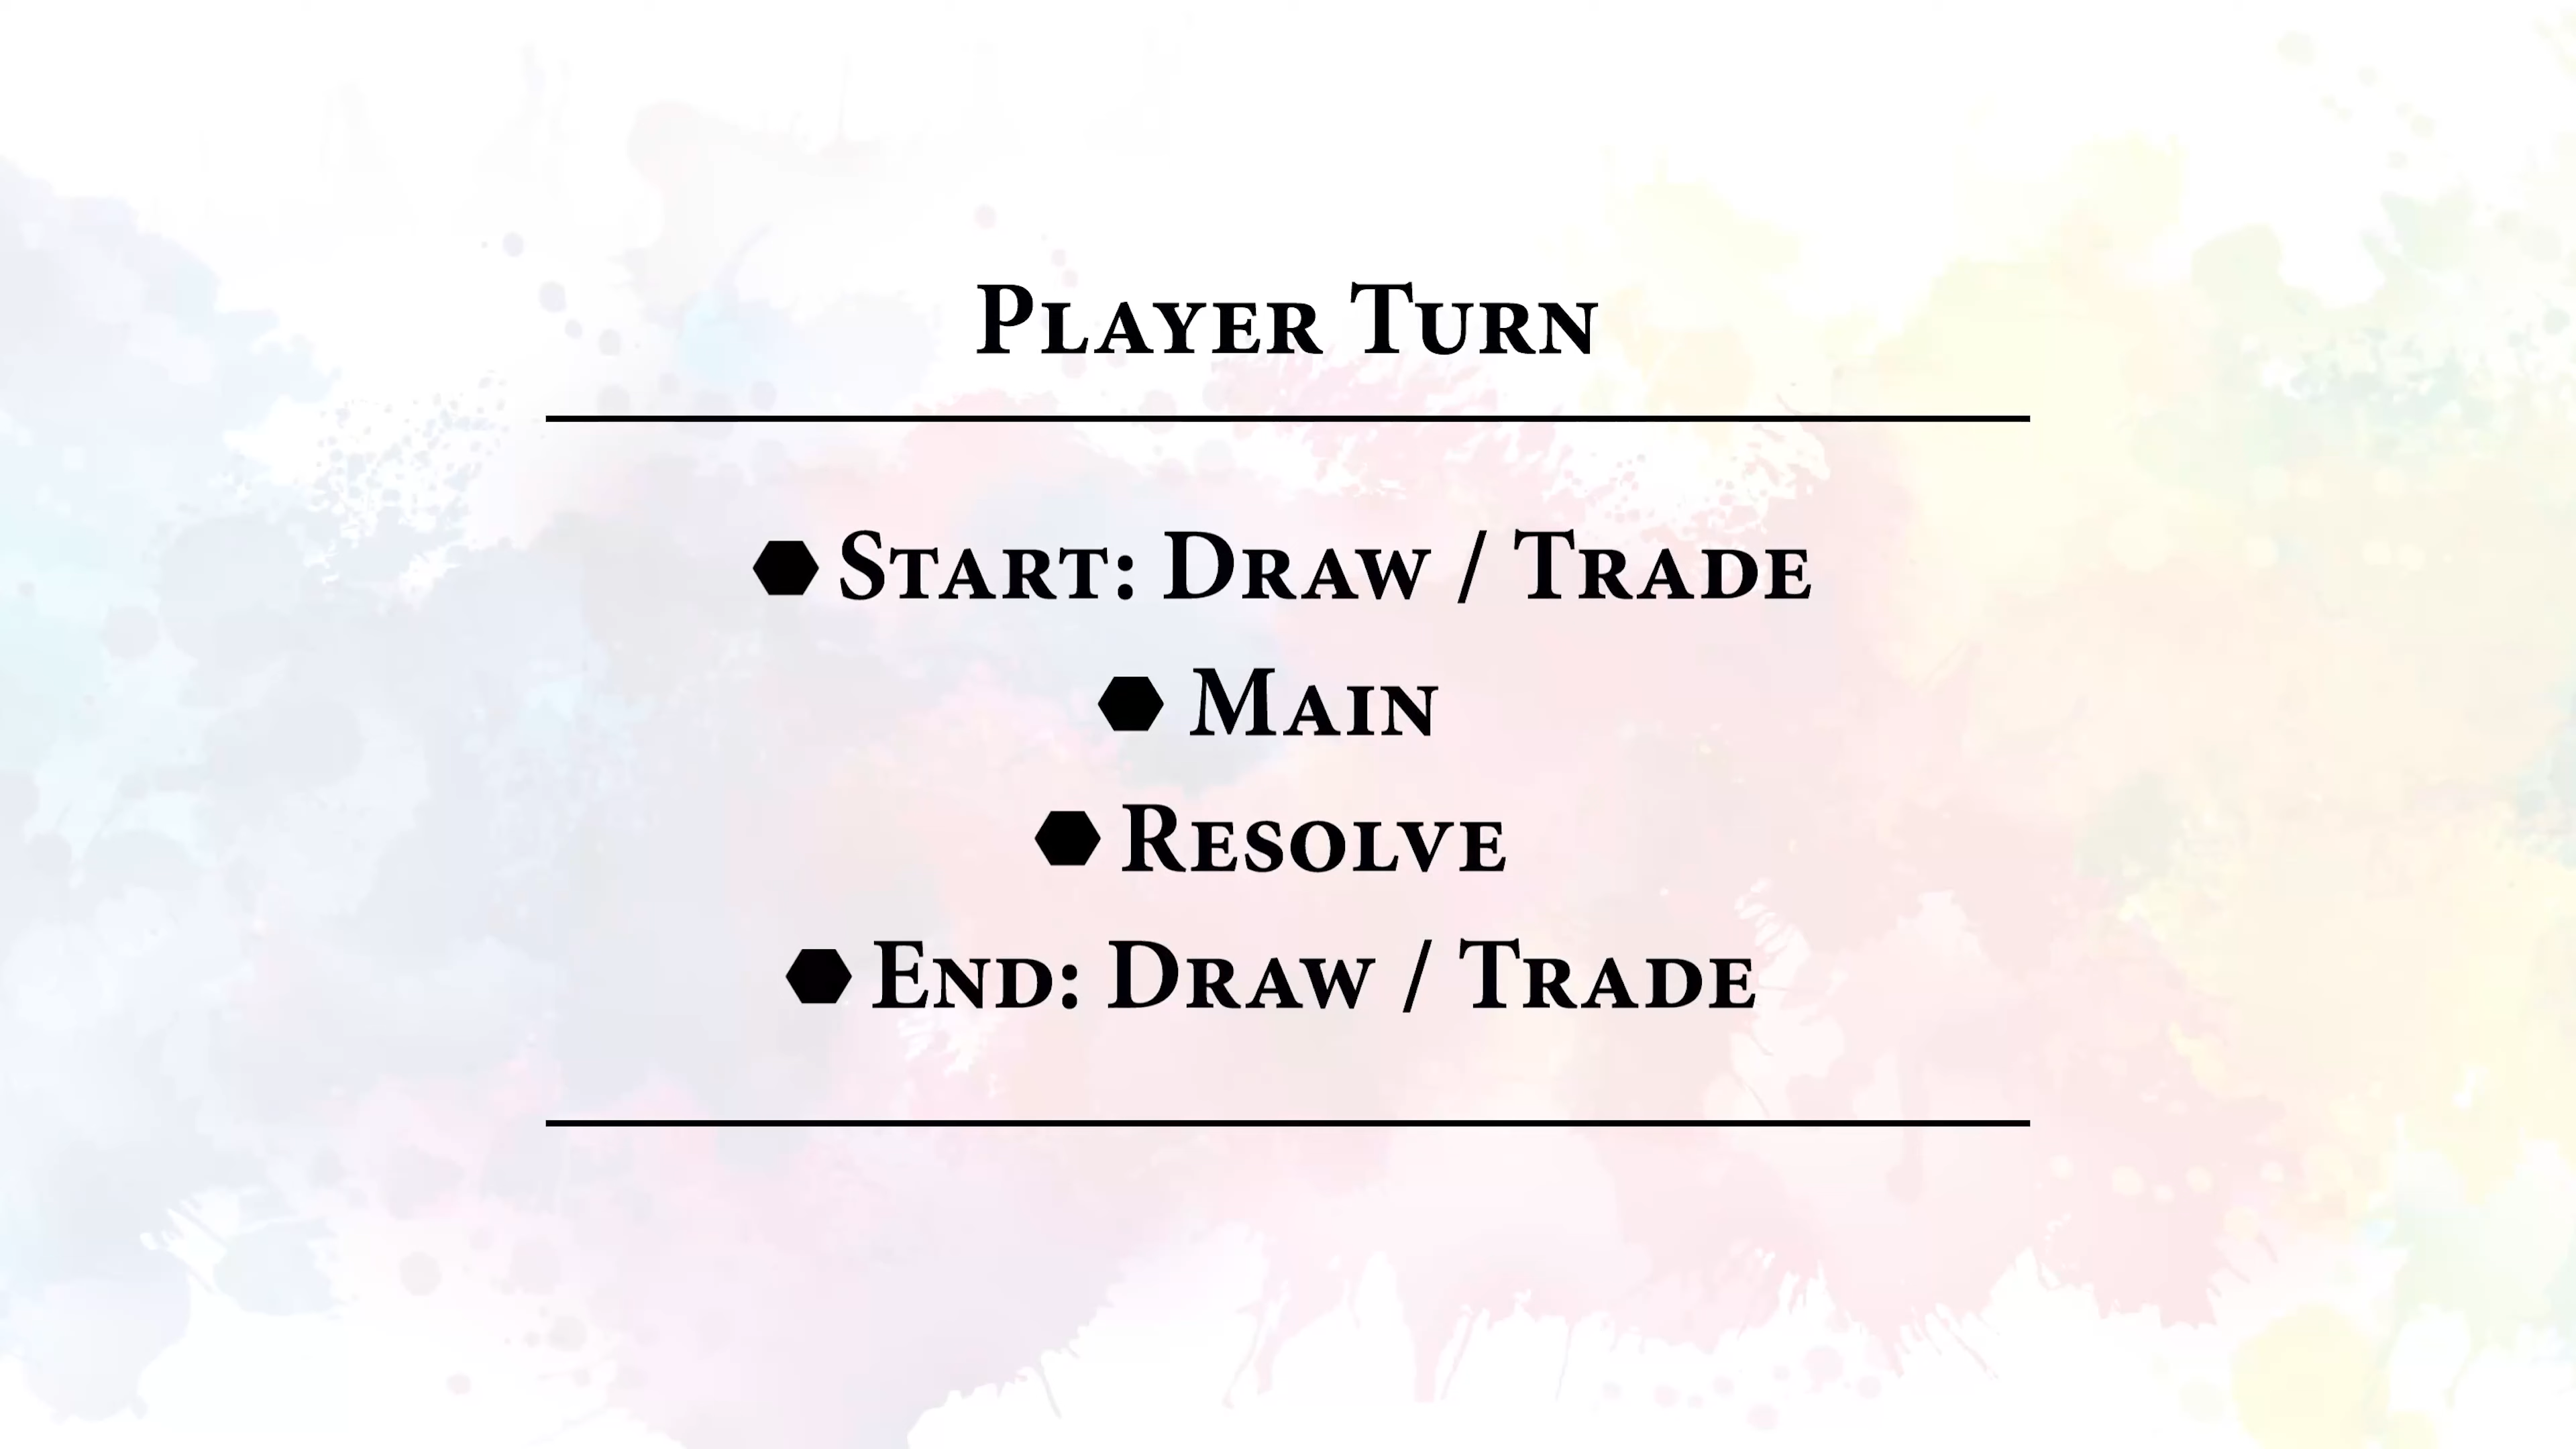 Player Turn
⬣ Start: Draw / Trade
⬣ Main
⬣ Resolve
⬣ End: Draw / Trade